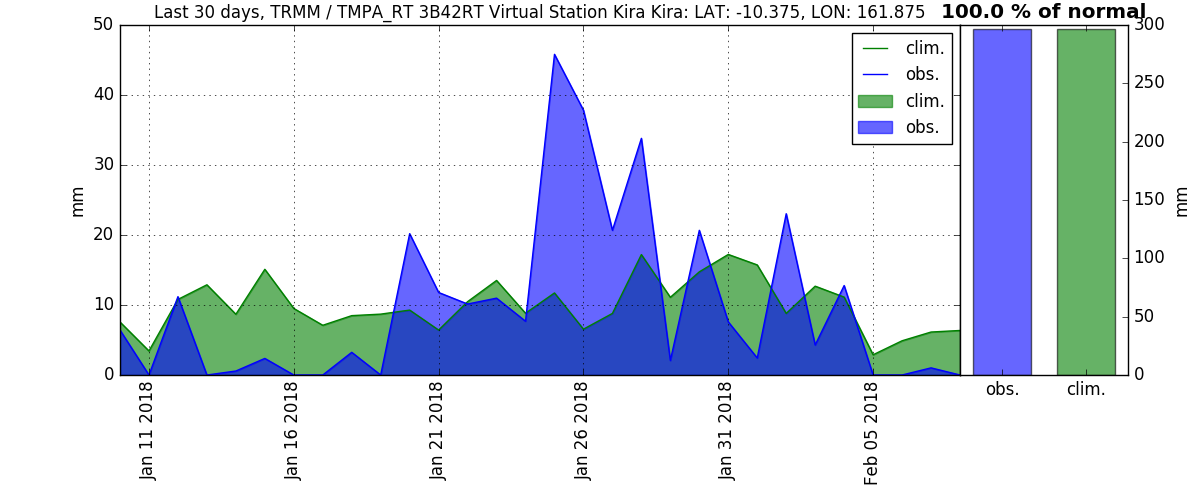 Last 30 days, TRMM / TMPA_RT 3B42RT Virtual Station Kira Kira: LAT: -10.375, LON: 161.875
100.0 % of normal
50
40
30
20
10
0
mm
clim.
obs.
clim.
obs.
300
250
200
150
100
50
0
mm
obs.
clim.
Jan 11 2018
Jan 16 2018
Jan 21 2018
Jan 26 2018
Jan 31 2018
Feb 05 2018